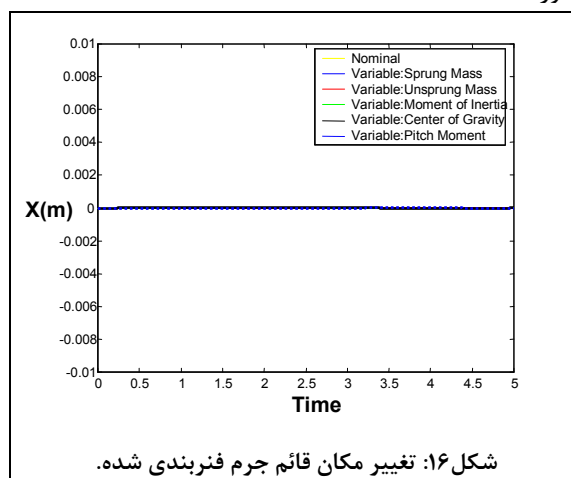 0.01
Nominal
Variable:Sprung Mass
Variable:Unsprung Mass
Variable:Moment of Inertia
Variable:Center of Gravity
Variable:Pitch Moment
0.008
0.006
0.004
0.002
X(m)
0
-0.002
-0.004
-0.006
-0.008
-0.01
0 0.5 1 1.5 2 2.5 3 3.5 4 4.5 5
Time
شکل۱۶: تغییر مکان قائم جرم فنربندی شده.